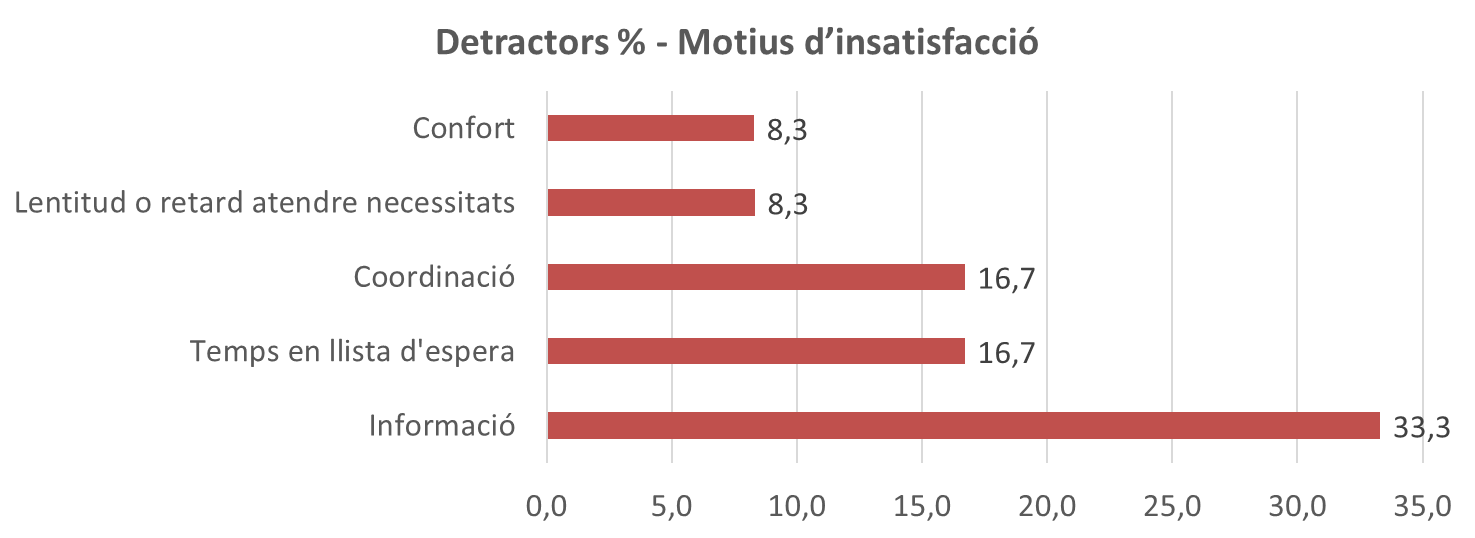 Detractors % - Motius d’insatisfacció
Confort 8,3
Lentitud o retard atendre necessitats 8,3
Coordinació 16,7
Temps en llista d'espera 16,7
Informació 33,3
0,0 5,0 10,0 15,0 20,0 25,0 30,0 35,0